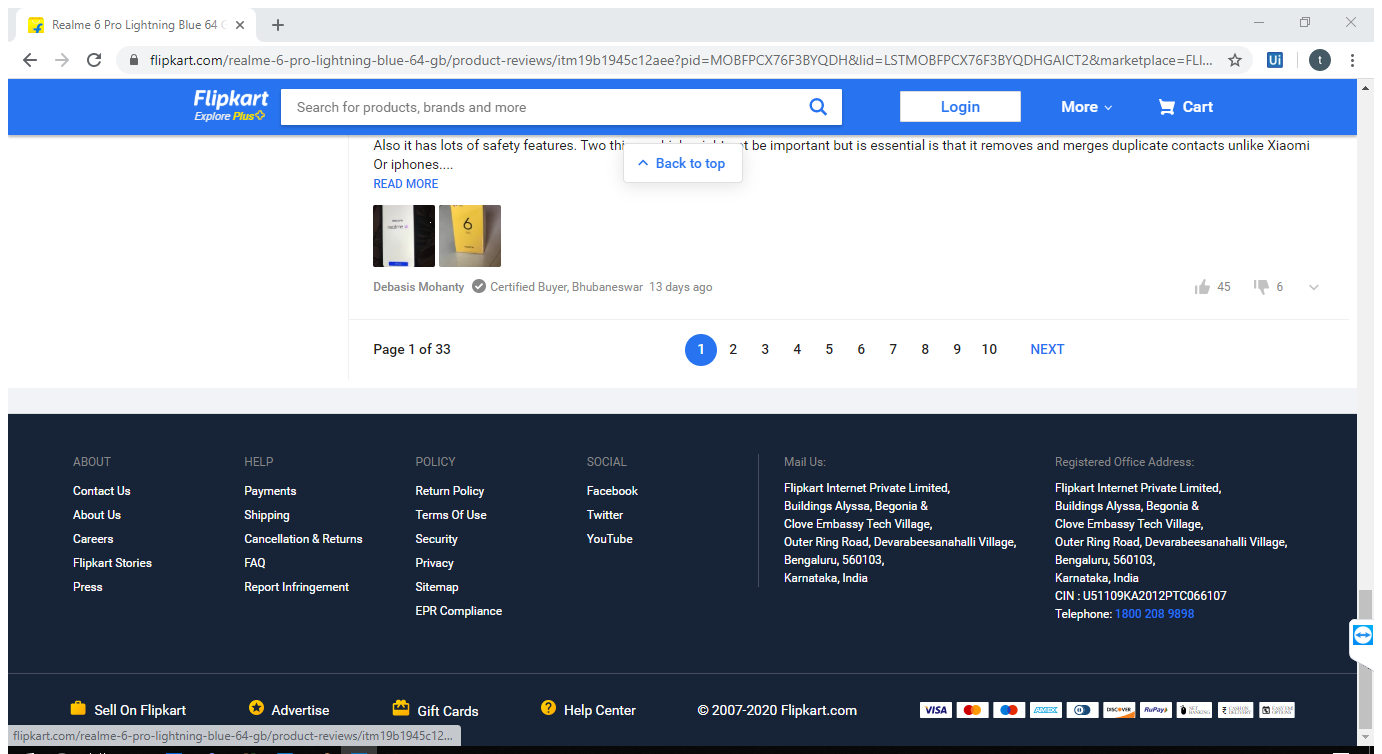 Realme 6 Pro Lightning Blue 64 G
flipkart.com/realme-6-pro-lightning-blue-64-gb/product-reviews/itm19b1945c12aee?pid=MOBFPCX76F3BYQDH&lid=LSTMOBFPCX76F3BYQDHGAICT2&marketplace=FLI...
Ui
t
Flipkart
Explore Plus
Search for products, brands and more
Login
More
Cart
Also it has lots of safety features. Two be important but is essential is that it removes and merges duplicate contacts unlike Xiaomi
Or iphones....
Back to top
READ MORE
6
Debasis Mohanty Certified Buyer, Bhubaneswar 13 days ago
45
6
Page 1 of 33
1 2 3 4 5 6 7 8 9 10 NEXT
ABOUT
Contact Us
About Us
Careers
Flipkart Stories
Press
HELP
Payments
Shipping
Cancellation & Returns
FAQ
Report Infringement
POLICY
Return Policy
Terms Of Use
Security
Privacy
Sitemap
EPR Compliance
SOCIAL
Facebook
Twitter
YouTube
Mail Us:
Flipkart Internet Private Limited,
Buildings Alyssa, Begonia &
Clove Embassy Tech Village,
Outer Ring Road, Devarabeesanahalli Village,
Bengaluru, 560103,
Karnataka, India
Registered Office Address:
Flipkart Internet Private Limited,
Buildings Alyssa, Begonia &
Clove Embassy Tech Village,
Outer Ring Road, Devarabeesanahalli Village,
Bengaluru, 560103,
Karnataka, India
CIN : U51109KA2012PTC066107
Telephone: 1800 208 9898
Sell On Flipkart
Advertise
Gift Cards
Help Center
© 2007-2020 Flipkart.com
VISA
AMEX
DISCOVER
RuPay
NET BANKING
CASH ON DELIVERY
EASY EMI OPTIONS
flipkart.com/realme-6-pro-lightning-blue-64-gb/product-reviews/itm19b1945c12...